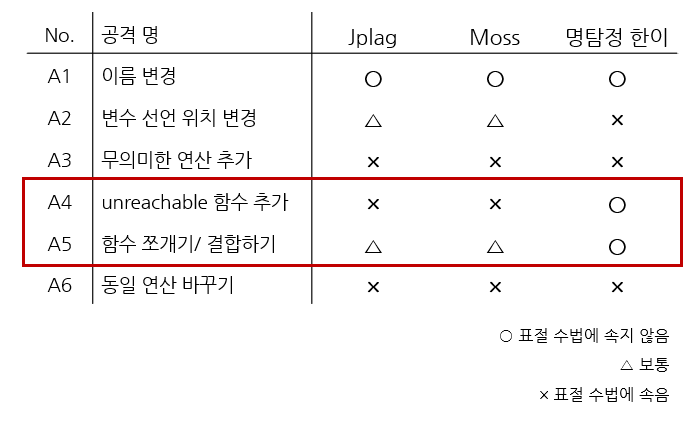 No. 공격 명 Jplag Moss 명탐정 한이
A1 이름 변경 ○ ○ ○
A2 변수 선언 위치 변경 △ △ ×
A3 무의미한 연산 추가 × × ×
A4 unreachable 함수 추가 × × ○
A5 함수 쪼개기/ 결합하기 △ △ ○
A6 동일 연산 바꾸기 × × ×
○ 표절 수법에 속지 않음
△ 보통
× 표절 수법에 속음